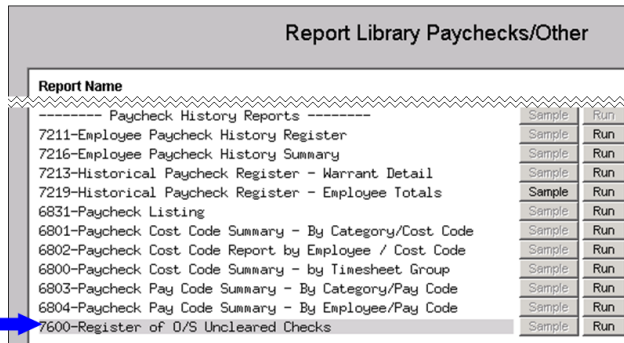 Report Library Paychecks/Other
Report Name
-------- Paycheck History Reports -------- Sample Run
7211-Employee Paycheck History Register Sample Run
7216-Employee Paycheck History Summary Sample Run
7213-Historical Paycheck Register - Warrant Detail Sample Run
7219-Historical Paycheck Register - Employee Totals Sample Run
6831-Paycheck Listing Sample Run
6801-Paycheck Cost Code Summary - By Category/Cost Code Sample Run
6802-Paycheck Cost Code Report by Employee / Cost Code Sample Run
6800-Paycheck Cost Code Summary - by Timesheet Group Sample Run
6803-Paycheck Pay Code Summary - By Category/Pay Code Sample Run
6804-Paycheck Pay Code Summary - By Employee/Pay Code Sample Run
7600-Register of O/S Uncleared Checks Sample Run